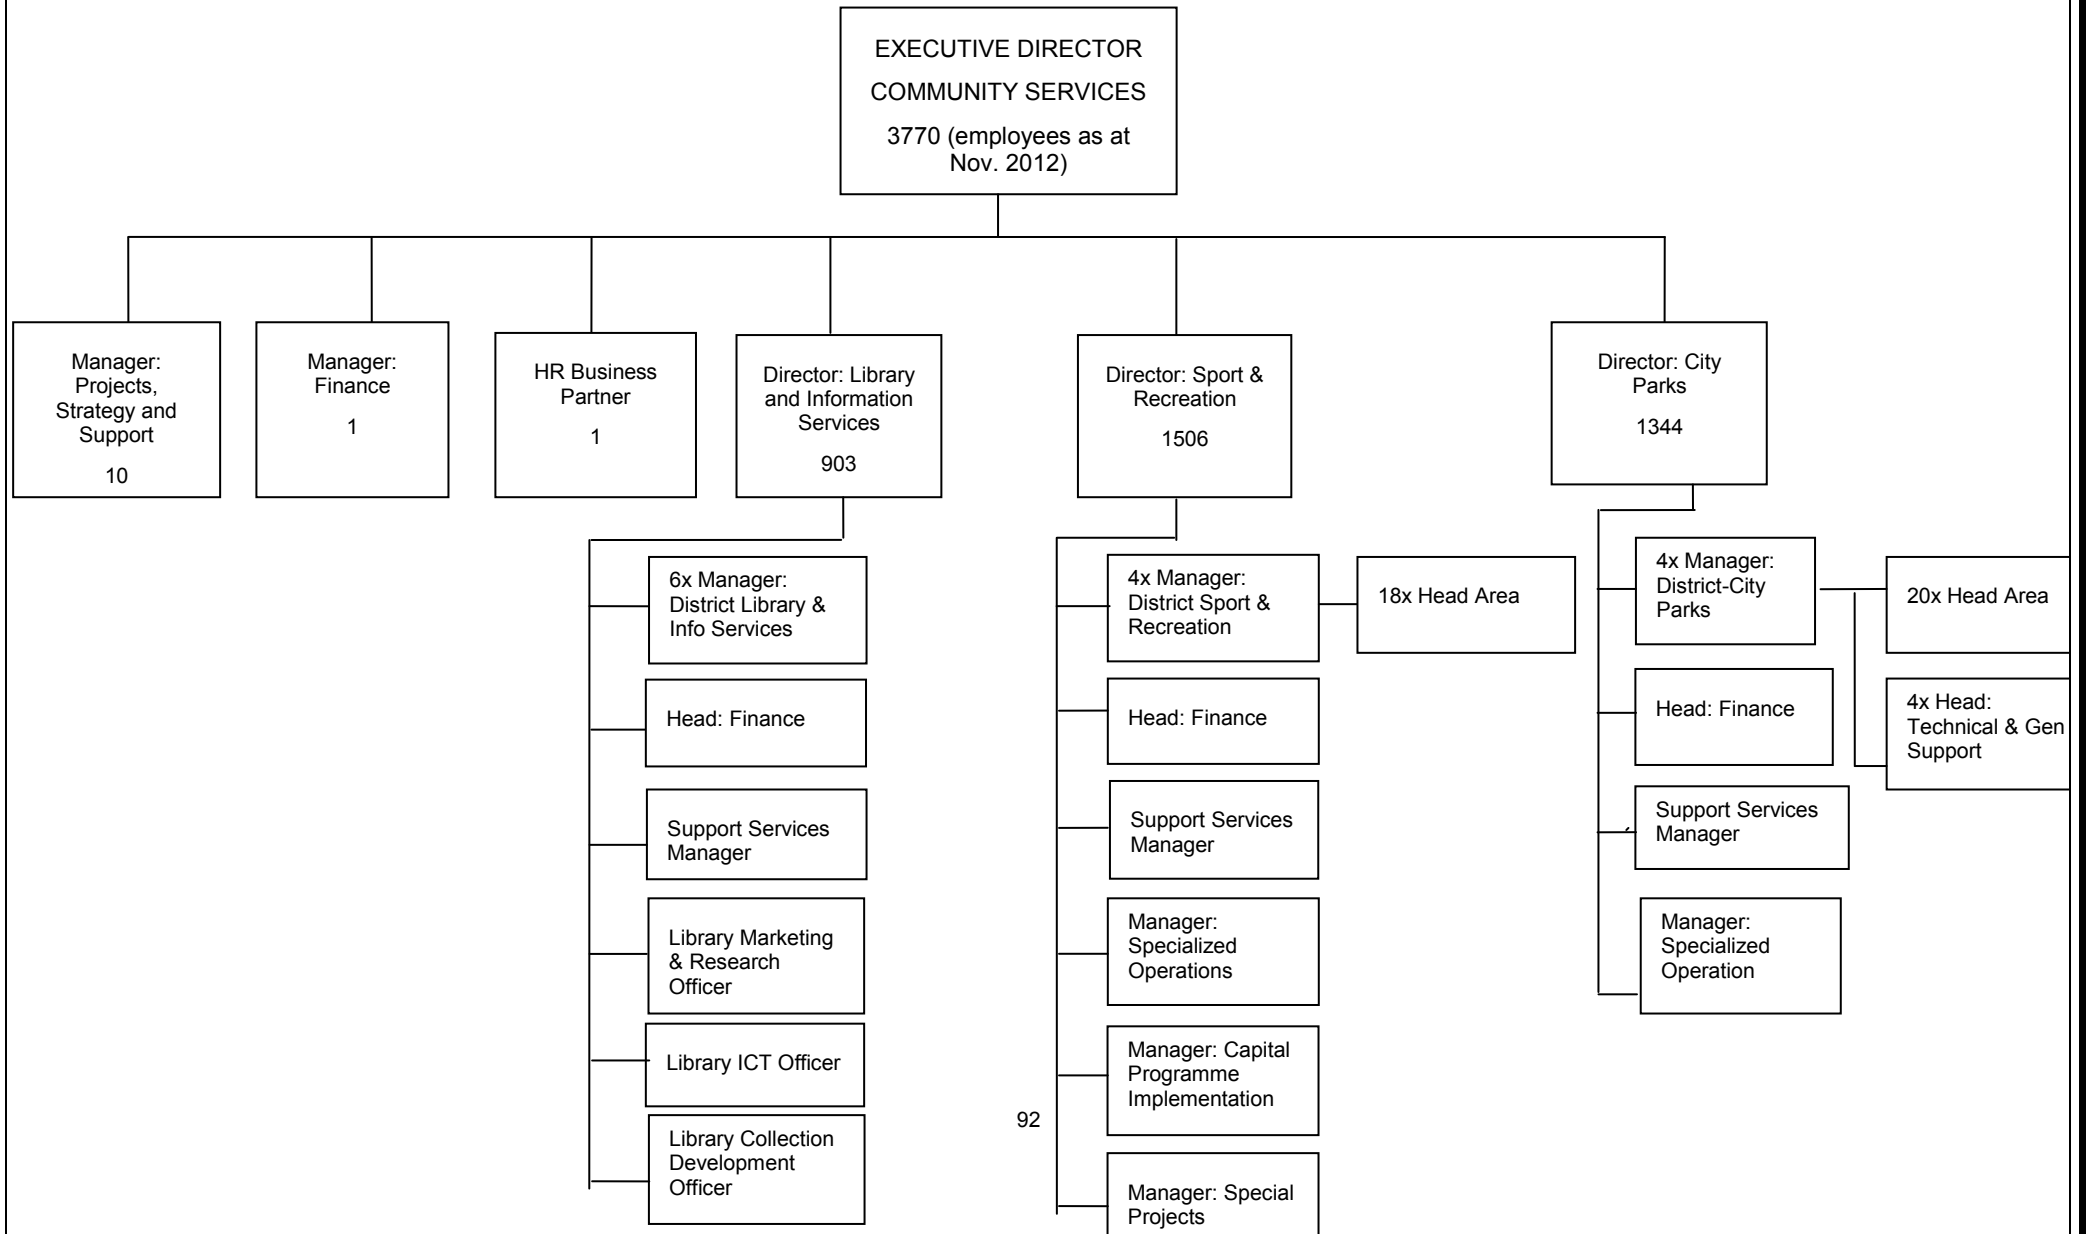 EXECUTIVE DIRECTOR
COMMUNITY SERVICES
3770 (employees as at
Nov. 2012)
Manager:
Projects,
Strategy and
Support
10
Manager:
Finance
1
HR Business
Partner
1
Director: Library
and Information
Services
903
Director: Sport &
Recreation
1506
Director: City
Parks
1344
6x Manager:
District Library &
Info Services
Head: Finance
Support Services
Manager
Library Marketing
& Research
Officer
Library ICT Officer
Library Collection
Development
Officer
4x Manager:
District Sport &
Recreation
18x Head Area
Head: Finance
Support Services
Manager
Manager:
Specialized
Operations
Manager: Capital
Programme
Implementation
Manager: Special
Projects
4x Manager:
District-City
Parks
20x Head Area
4x Head:
Technical & Gen
Support
Head: Finance
Support Services
Manager
Manager:
Specialized
Operation
92